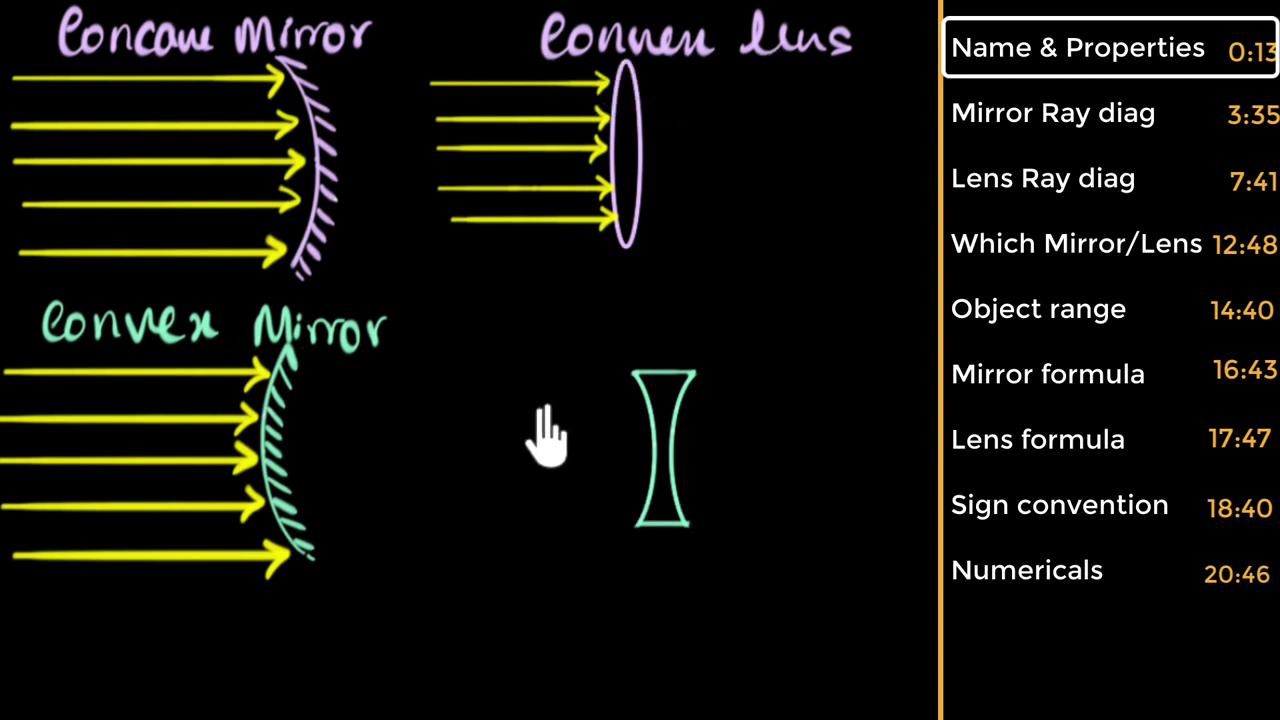 Concave Mirror
Convex lens
Convex Mirror
Name & Properties 0:13
Mirror Ray diag 3:35
Lens Ray diag 7:41
Which Mirror/Lens 12:48
Object range 14:40
Mirror formula 16:43
Lens formula 17:47
Sign convention 18:40
Numericals 20:46